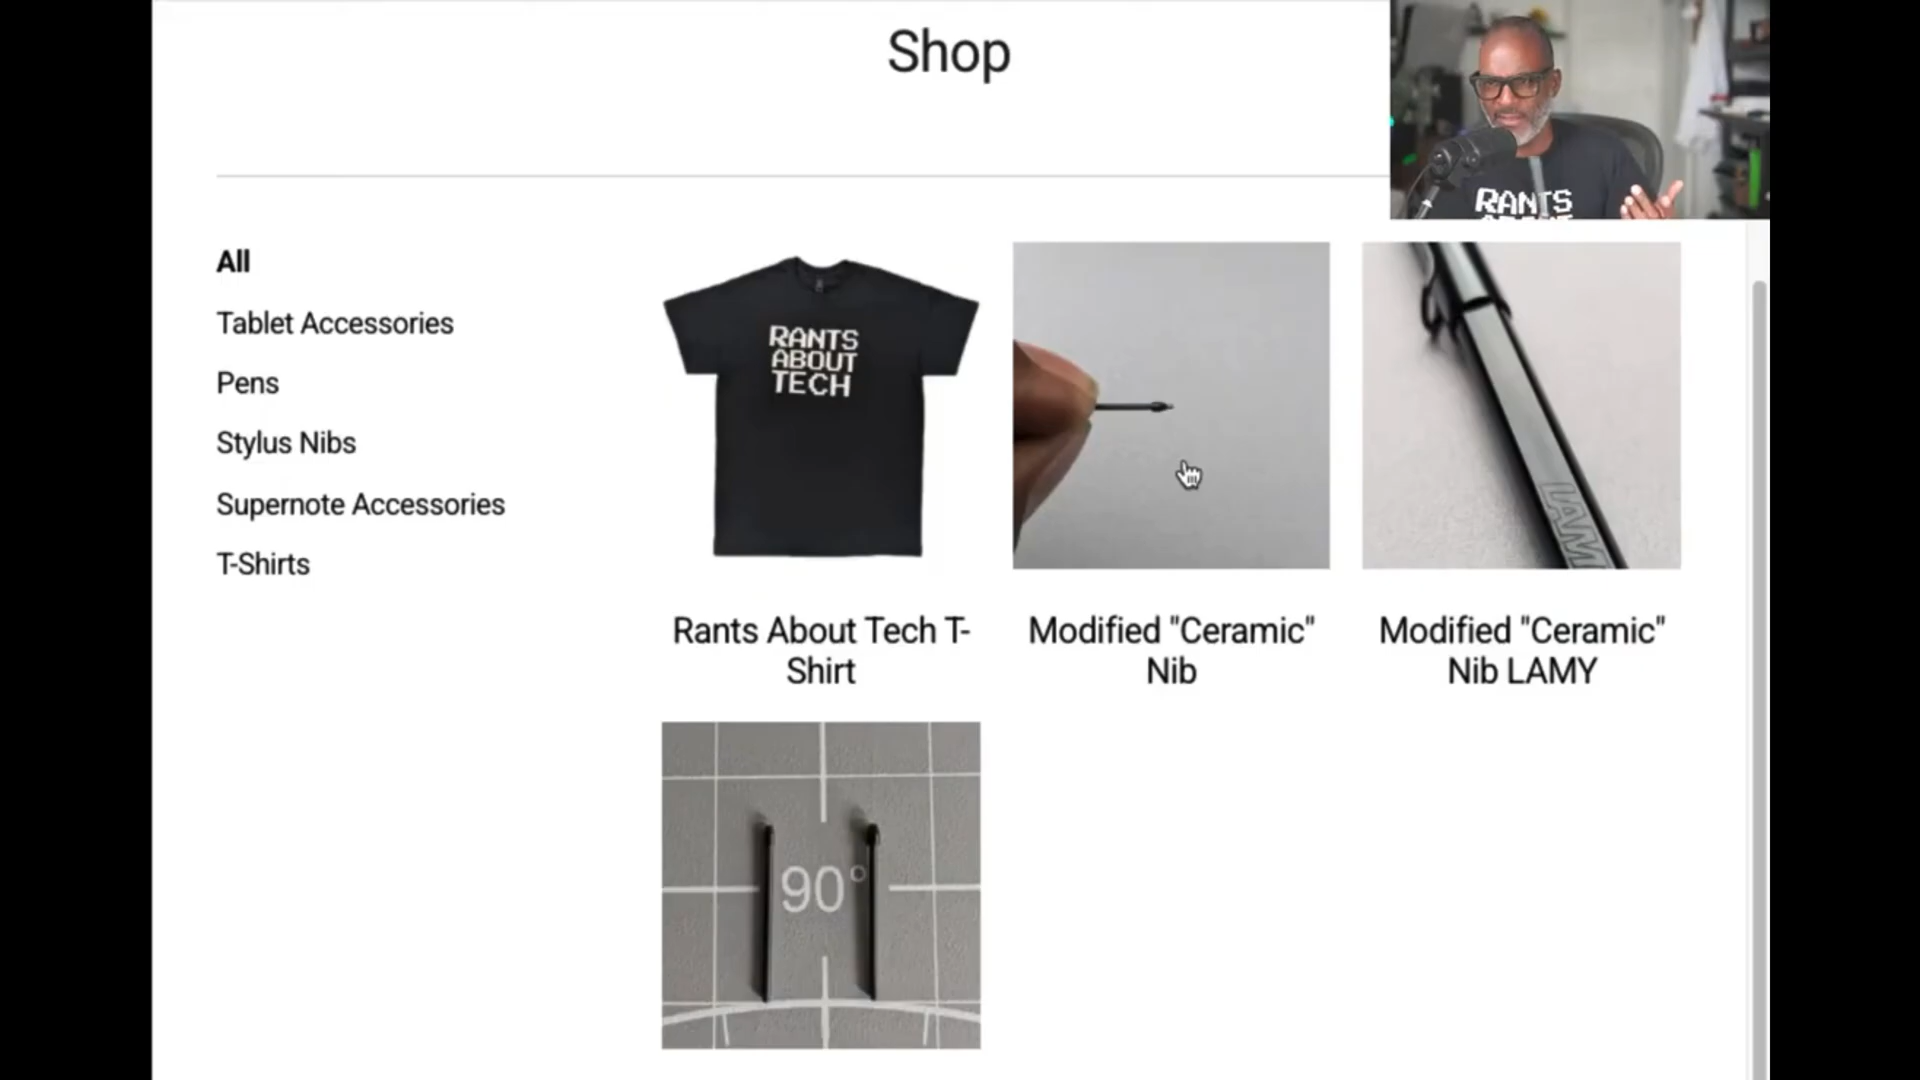 Shop
RANTS
All
Tablet Accessories
Pens
Stylus Nibs
Supernote Accessories
T-Shirts
RANTS
ABOUT
TECH
LAM
Rants About Tech T-
Shirt
Modified "Ceramic"
Nib
Modified "Ceramic"
Nib LAMY
90°